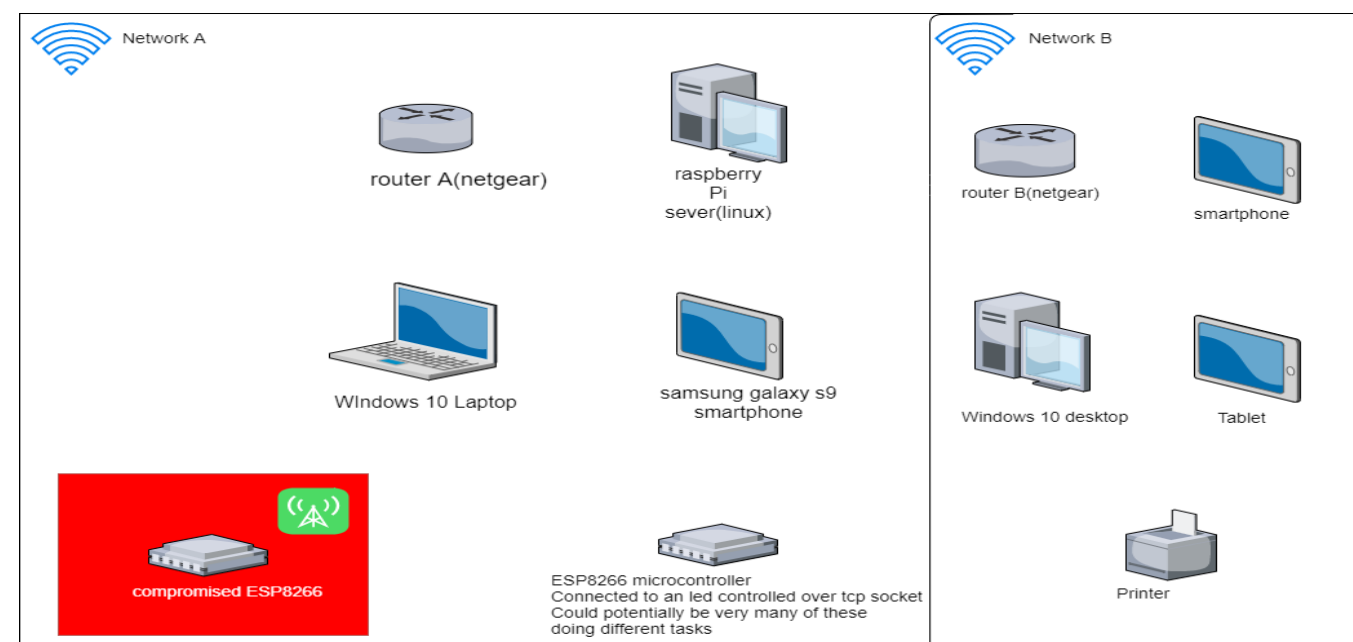 Network A
Network B
router A(netgear)
raspberry
Pi
sever(linux)
router B(netgear)
smartphone
WIndows 10 Laptop
samsung galaxy s9
smartphone
Windows 10 desktop
Tablet
compromised ESP8266
ESP8266 microcontroller
Connected to an led controlled over tcp socket
Could potentially be very many of these
doing different tasks
Printer